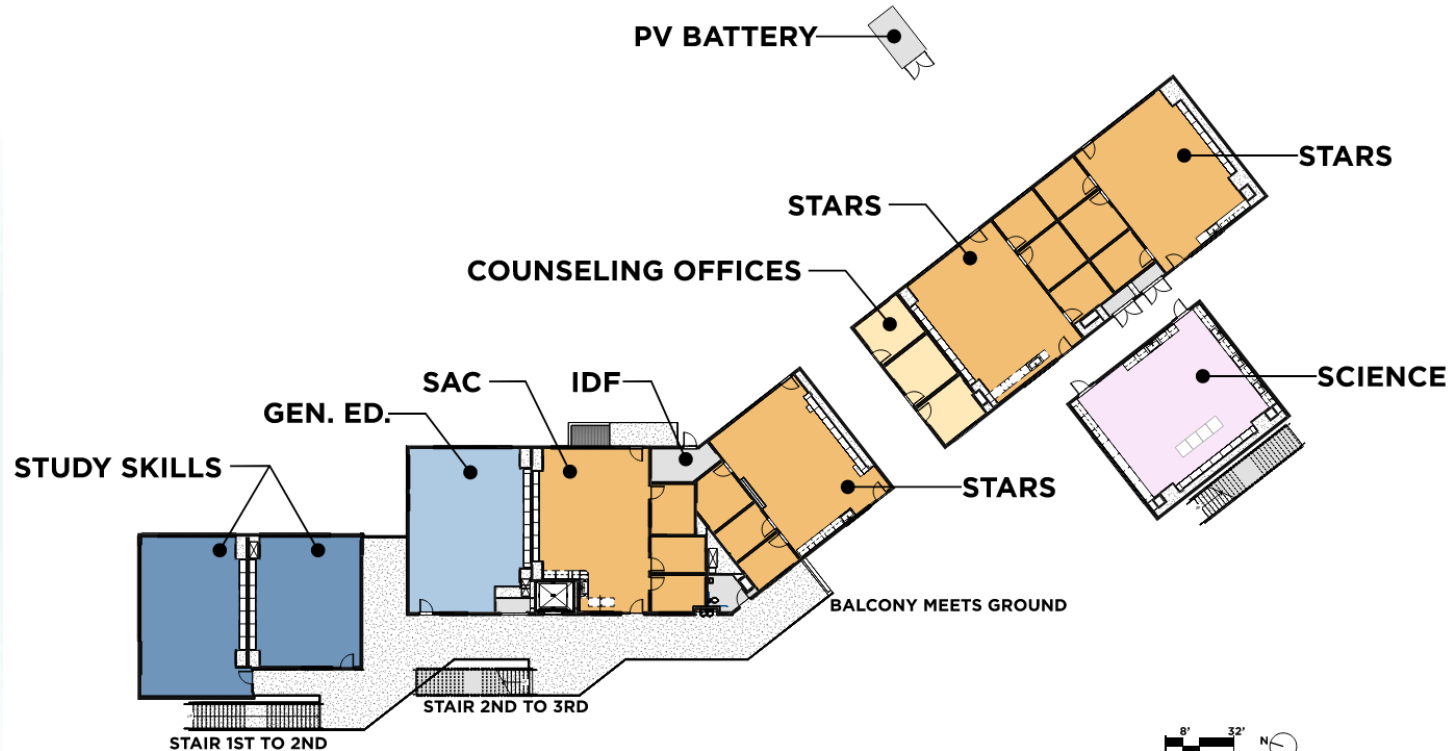 PV BATTERY
STARS
STARS
COUNSELING OFFICES
SCIENCE
SAC
IDF
GEN. ED.
STUDY SKILLS
STARS
BALCONY MEETS GROUND
STAIR 2ND TO 3RD
STAIR 1ST TO 2ND
8' 32' N